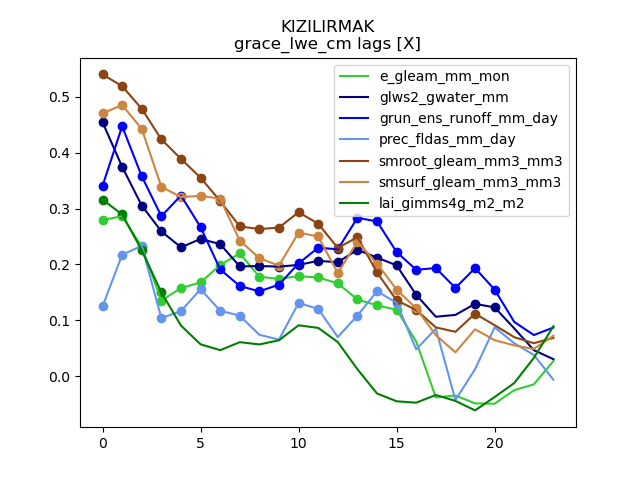 KIZILIRMAK
grace_lwe_cm lags [X]
e_gleam_mm_mon
glws2_gwater_mm
grun_ens_runoff_mm_day
prec_fldas_mm_day
smroot_gleam_mm3_mm3
smsurf_gleam_mm3_mm3
lai_gimms4g_m2_m2
0.5
0.4
0.3
0.2
0.1
0.0
0 5 10 15 20